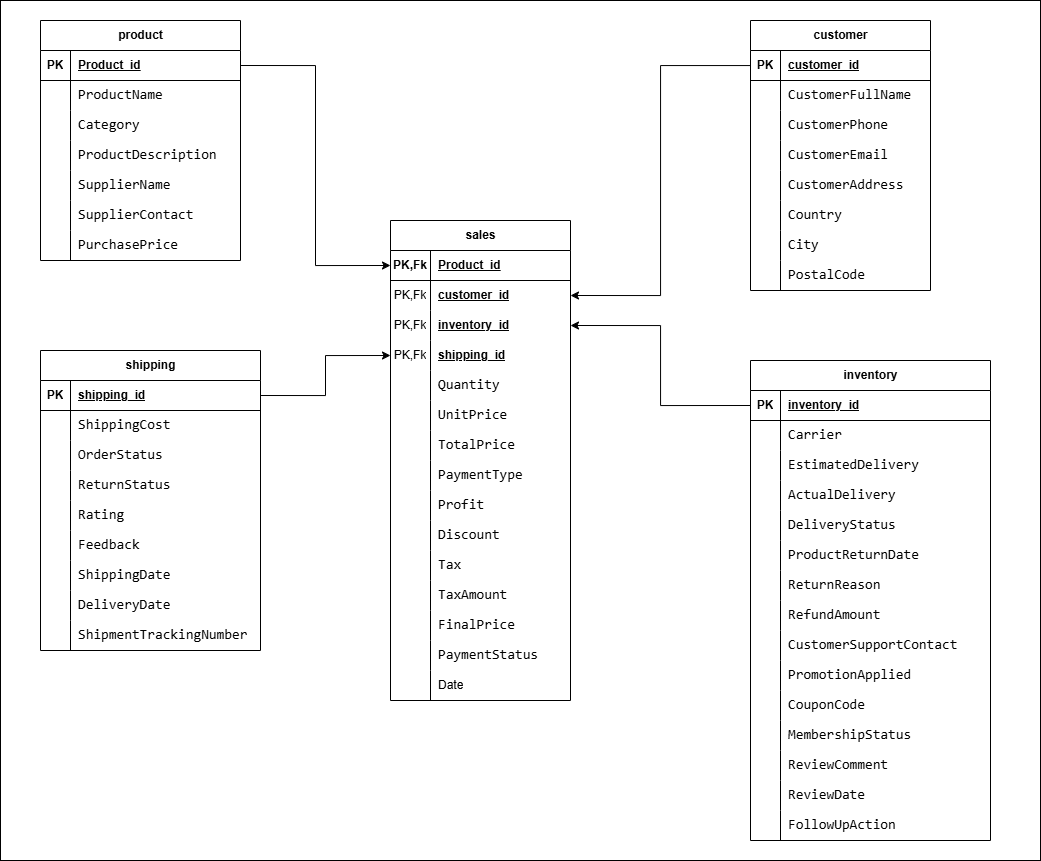 product
PK Product_id
ProductName
Category
ProductDescription
SupplierName
SupplierContact
PurchasePrice
customer
PK customer_id
CustomerFullName
CustomerPhone
CustomerEmail
CustomerAddress
Country
City
PostalCode
sales
PK,Fk Product_id
PK,Fk customer_id
PK,Fk inventory_id
PK,Fk shipping_id
Quantity
UnitPrice
TotalPrice
PaymentType
Profit
Discount
Tax
TaxAmount
FinalPrice
PaymentStatus
Date
shipping
PK shipping_id
ShippingCost
OrderStatus
ReturnStatus
Rating
Feedback
ShippingDate
DeliveryDate
ShipmentTrackingNumber
inventory
PK inventory_id
Carrier
EstimatedDelivery
ActualDelivery
DeliveryStatus
ProductReturnDate
ReturnReason
RefundAmount
CustomerSupportContact
PromotionApplied
CouponCode
MembershipStatus
ReviewComment
ReviewDate
FollowUpAction